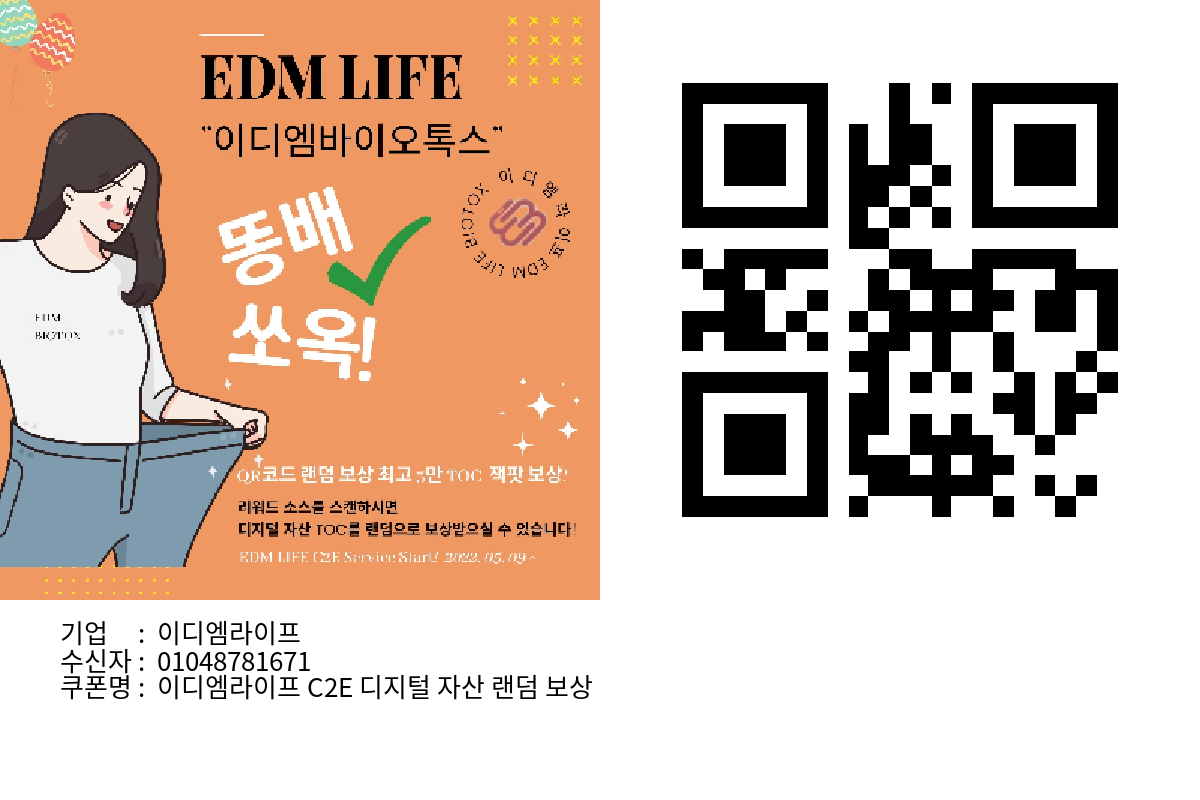 EDM LIFE
"이디엠바이오톡스"
이디엠라이프 EDM LIFE BIOTOX
똥배
쏘옥!
EDM
BIOTOX
QR코드 랜덤 보상 최고 5만 TOC 잭팟 보상!
리워드 소스를 스캔하시면
디지털 자산 TOC를 랜덤으로 보상받으실 수 있습니다!
EDM LIFE C2E Service Start! 2022. 05. 09 ~
기업 : 이디엠라이프
수신자 : 01048781671
쿠폰명 : 이디엠라이프 C2E 디지털 자산 랜덤 보상